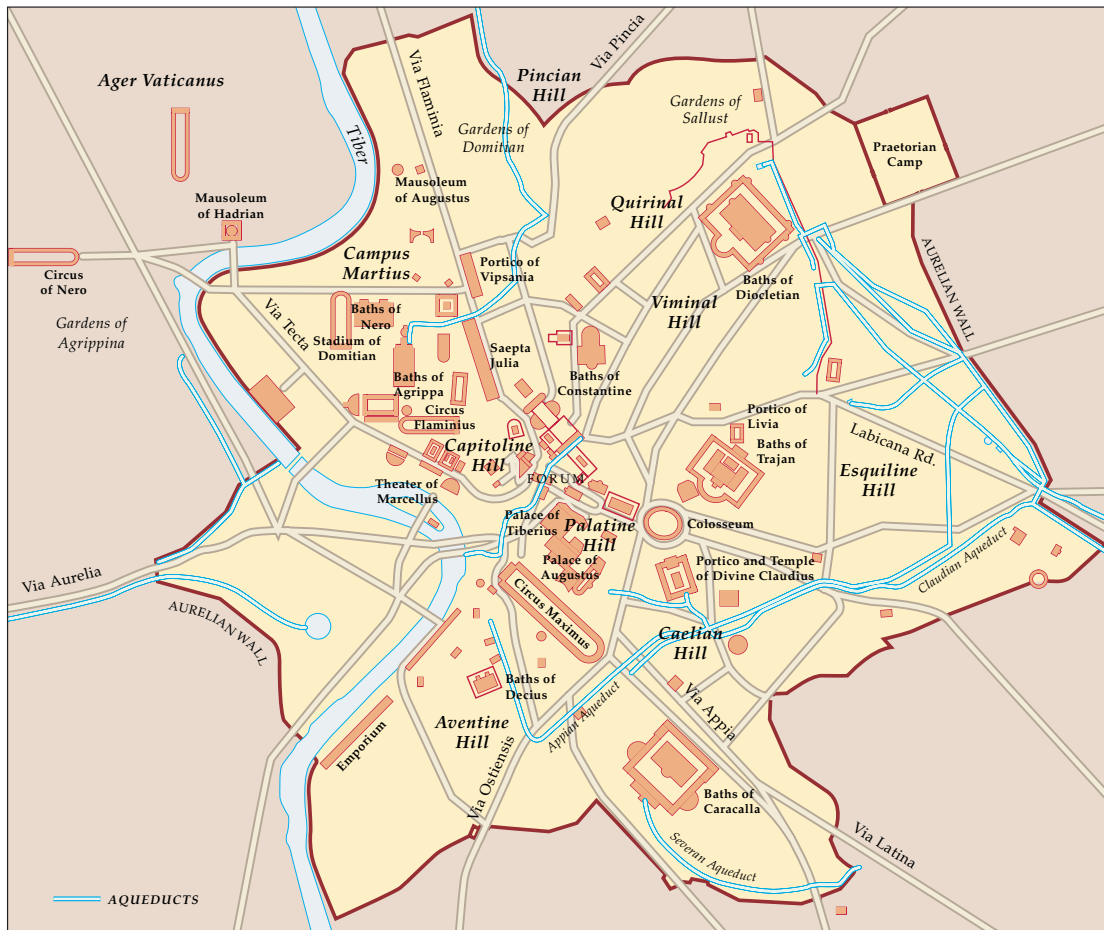 Ager Vaticanus
Tiber
Via Flaminia
Pincian
Hill
Via Pincia
Gardens of
Domitian
Gardens of
Sallust
Praetorian
Camp
Mausoleum
of Augustus
Mausoleum
of Hadrian
Quirinal
Hill
Campus
Martius
Portico of
Vipsania
Circus
of Nero
Baths of
Diocletian
AURELIAN WALL
Viminal
Hill
Gardens of
Agrippina
Via Tecta
Baths of
Nero
Stadium of
Domitian
Saepta
Julia
Baths of
Agrippa
Baths of
Constantine
Circus
Flaminius
Portico of
Livia
Labicana Rd.
Baths of
Trajan
Capitoline
Hill
Esquiline
Hill
FORUM
Theater of
Marcellus
Palace of
Tiberius
Palatine
Hill
Colosseum
Palace of
Augustus
Portico and Temple
of Divine Claudius
Claudian Aqueduct
Via Aurelia
AURELIAN WALL
Circus Maximus
Caelian
Hill
Baths of
Decius
Appian Aqueduct
Via Appia
Aventine
Hill
Emporium
Via Ostiensis
Baths of
Caracalla
Via Latina
Severan Aqueduct
AQUEDUCTS